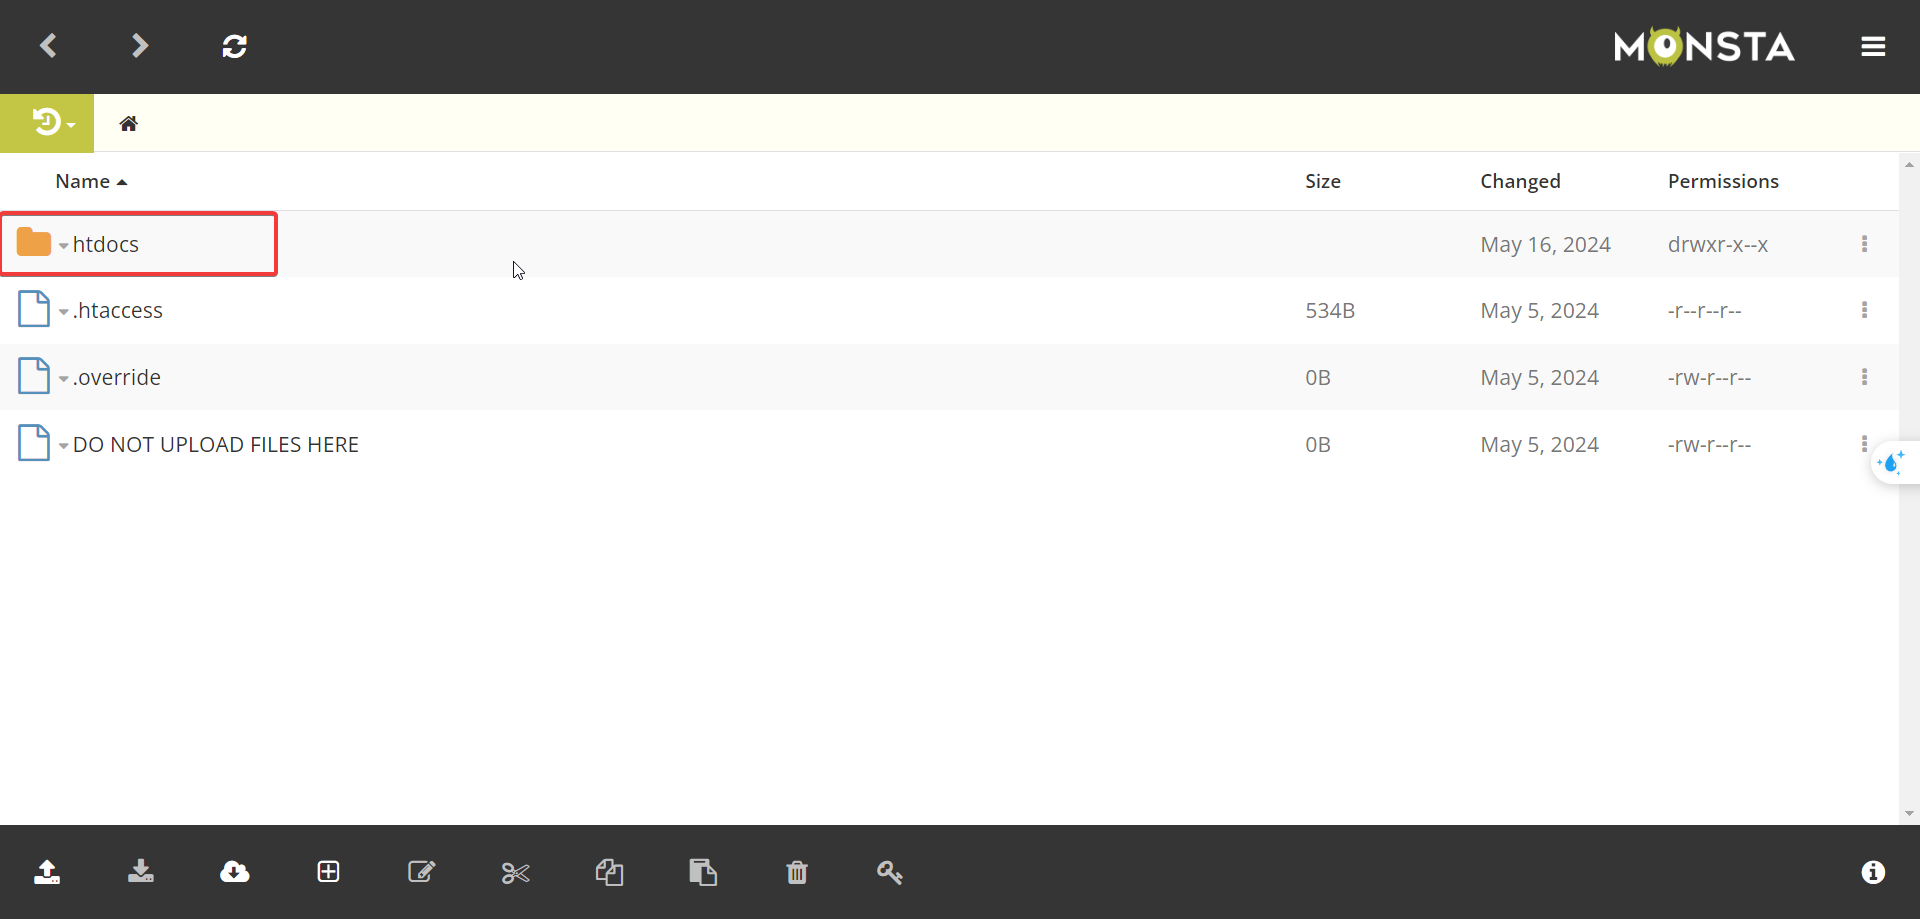 MONSTA
Name Size Changed Permissions
htdocs May 16, 2024 drwxr-x--x
.htaccess 534B May 5, 2024 -r--r--r--
.override 0B May 5, 2024 -rw-r--r--
DO NOT UPLOAD FILES HERE 0B May 5, 2024 -rw-r--r--